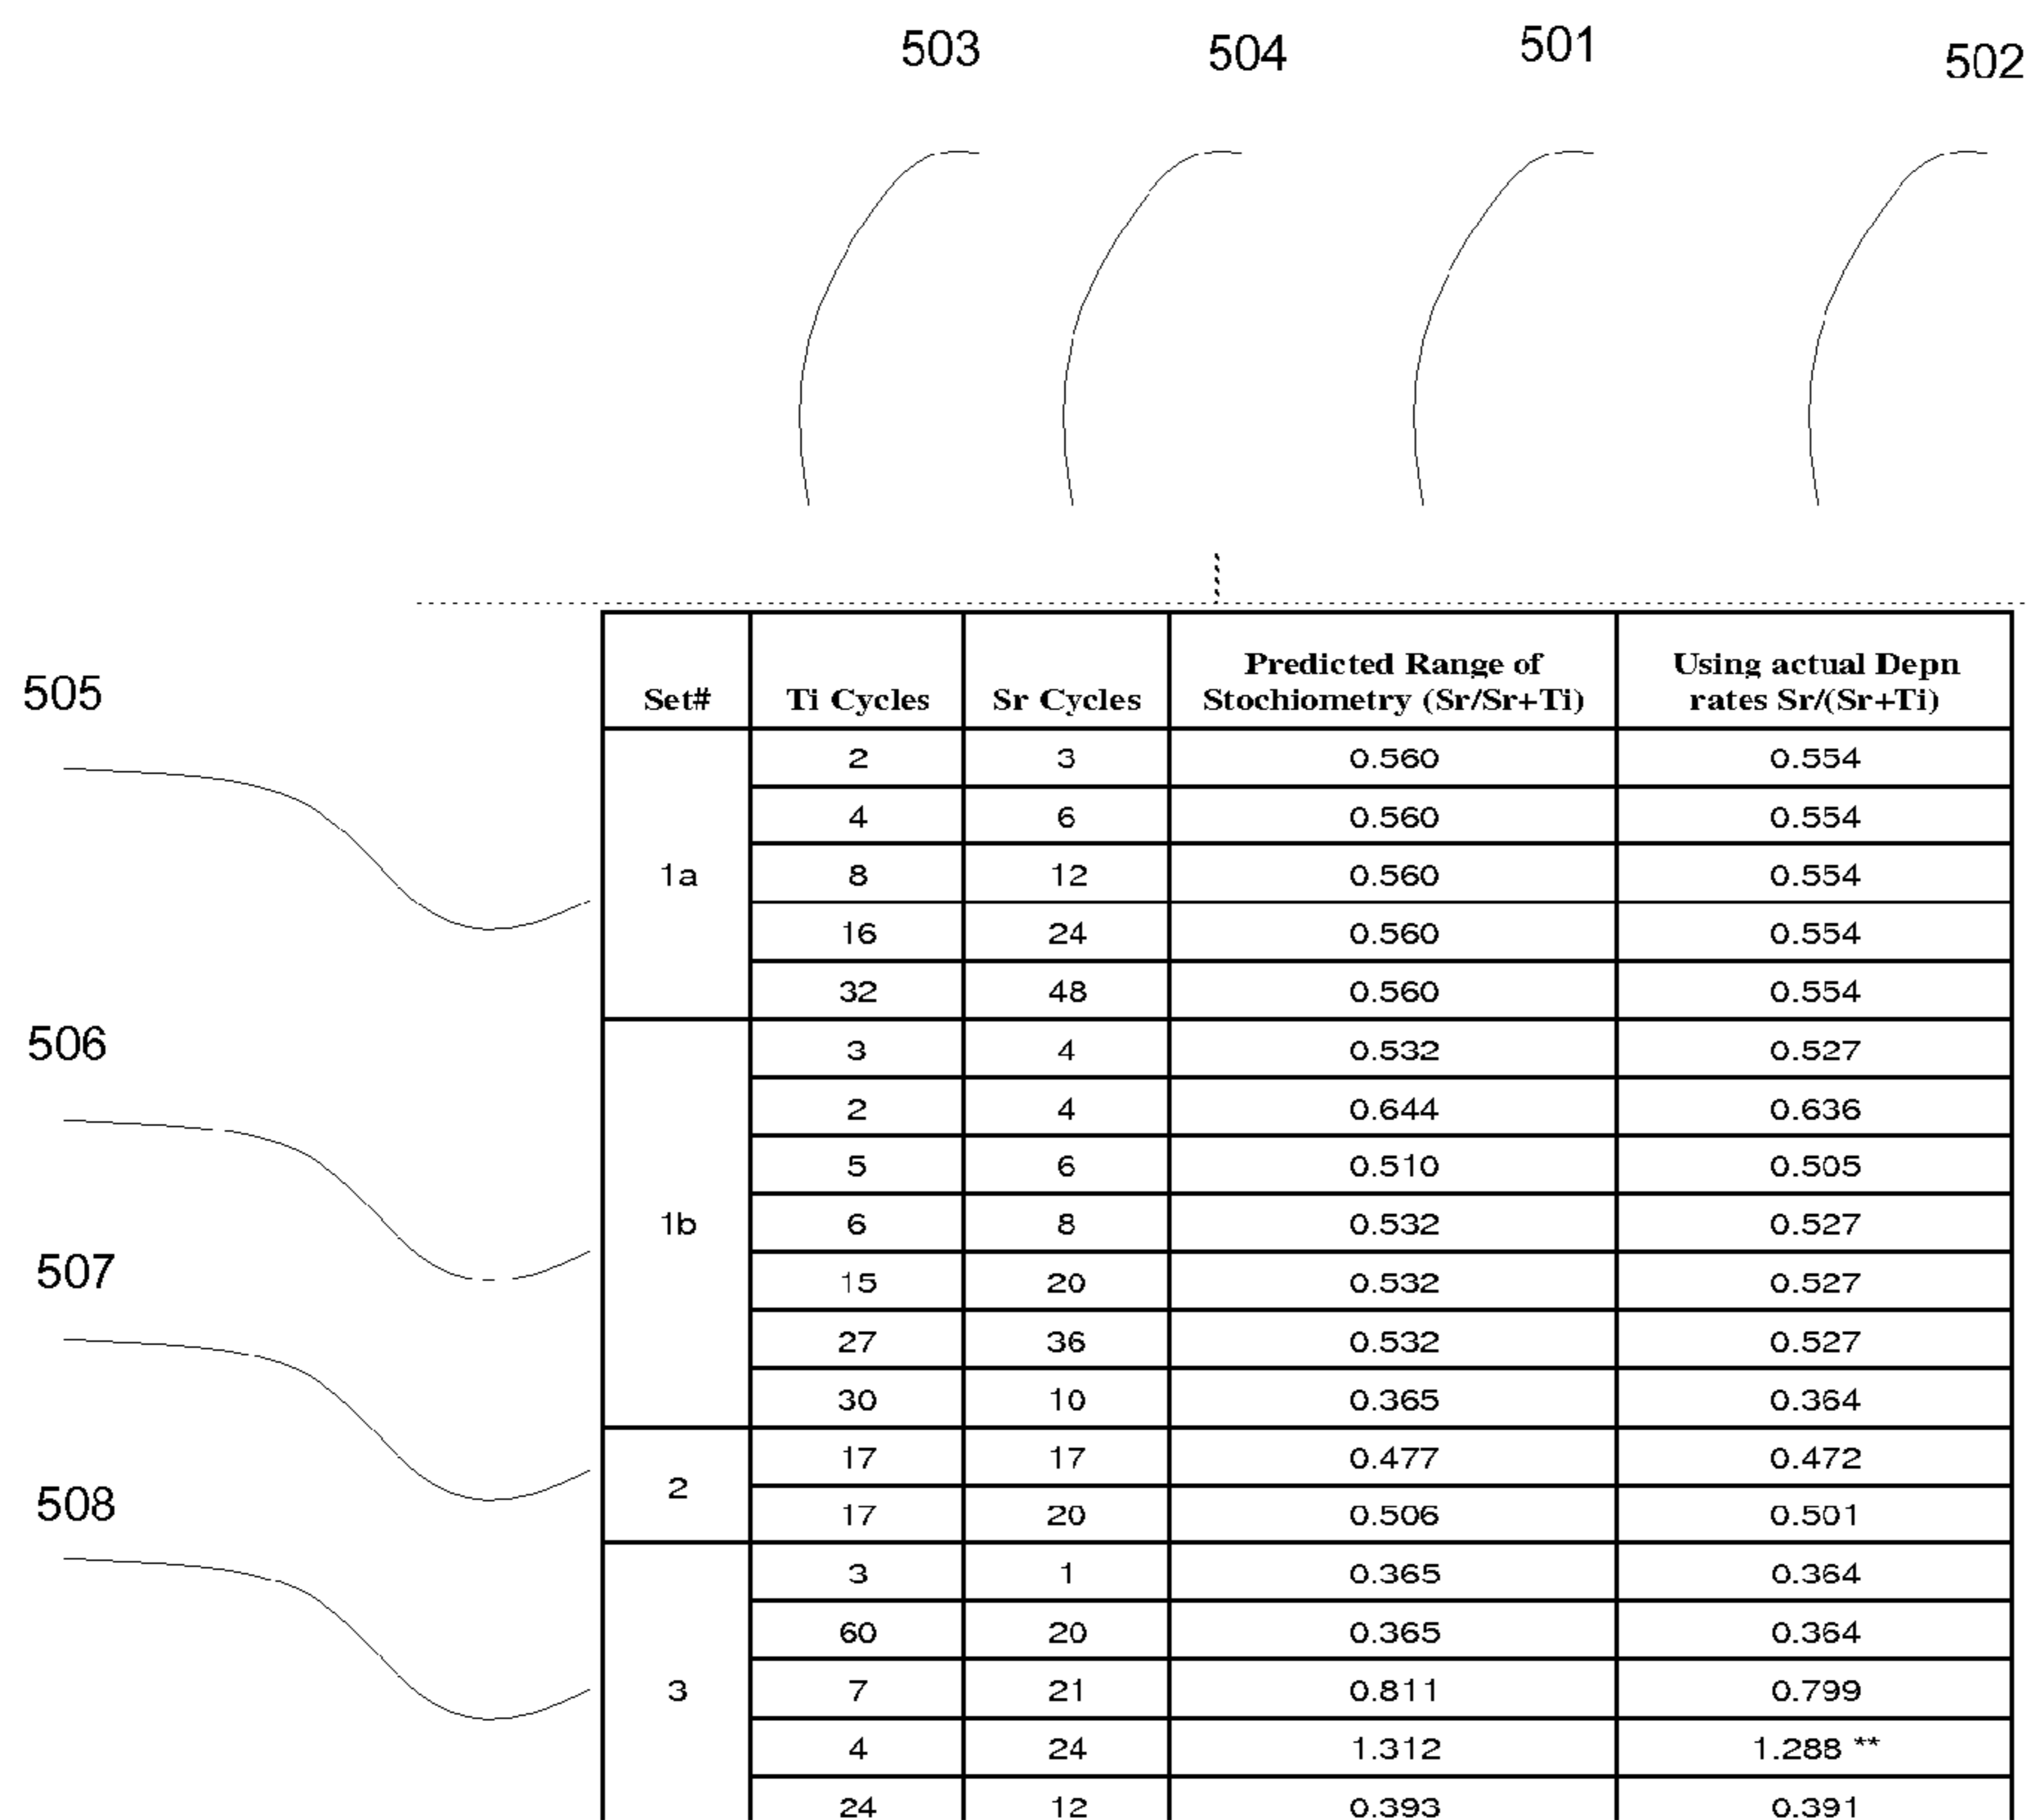 503 504 501 502
Set# Ti Cycles Sr Cycles Predicted Range of Stochiometry (Sr/Sr+Ti) Using actual Depn rates Sr/(Sr+Ti)
505
1a
2 3 0.560 0.554
4 6 0.560 0.554
8 12 0.560 0.554
16 24 0.560 0.554
32 48 0.560 0.554
506
1b
3 4 0.532 0.527
2 4 0.644 0.636
5 6 0.510 0.505
6 8 0.532 0.527
15 20 0.532 0.527
27 36 0.532 0.527
30 10 0.365 0.364
507
2
17 17 0.477 0.472
17 20 0.506 0.501
508
3
3 1 0.365 0.364
60 20 0.365 0.364
7 21 0.811 0.799
4 24 1.312 1.288 **
24 12 0.393 0.391